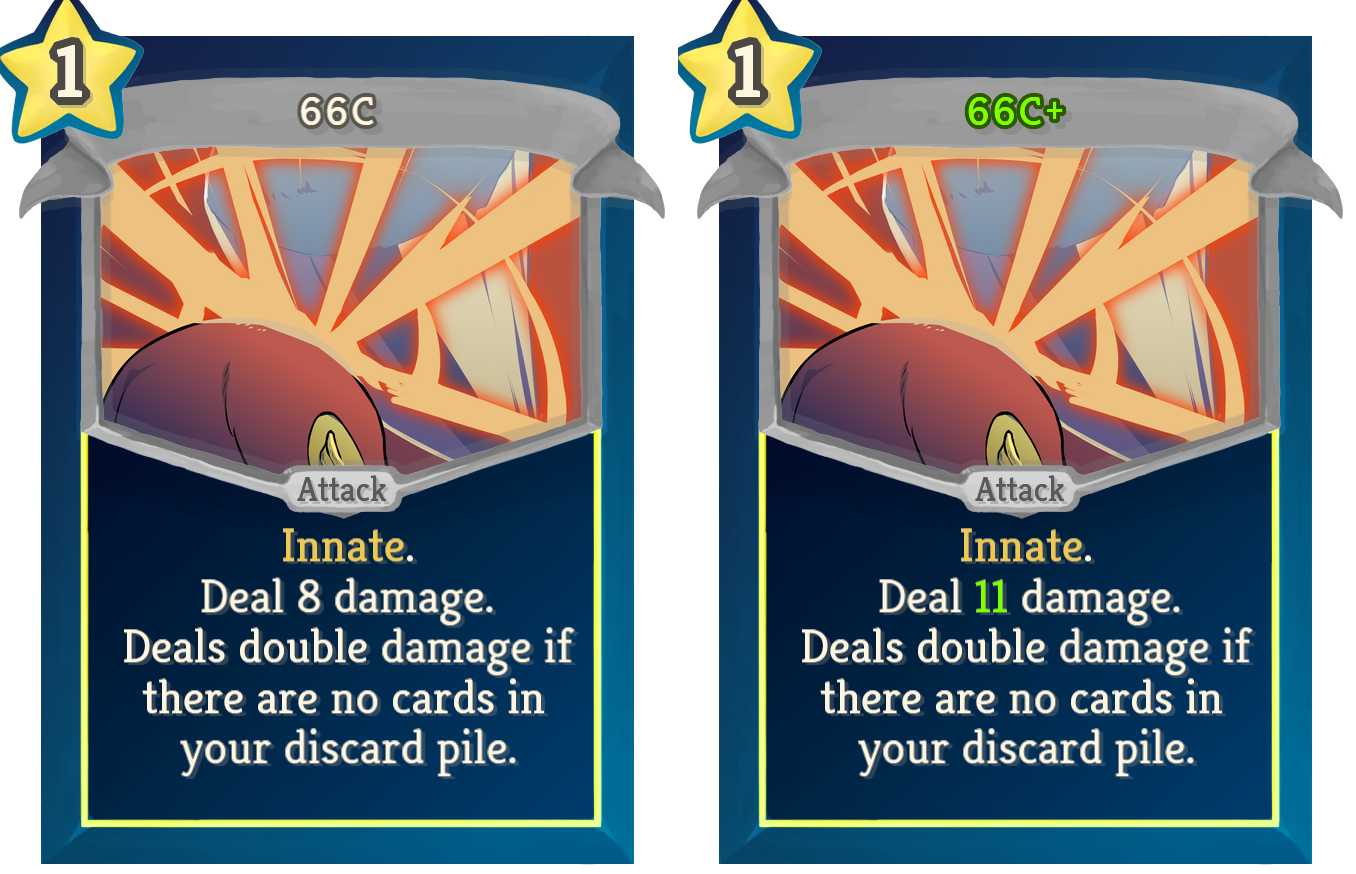 1
66C
Attack
Innate.
Deal 8 damage.
Deals double damage if
there are no cards in
your discard pile.
1
66C+
Attack
Innate.
Deal 11 damage.
Deals double damage if
there are no cards in
your discard pile.